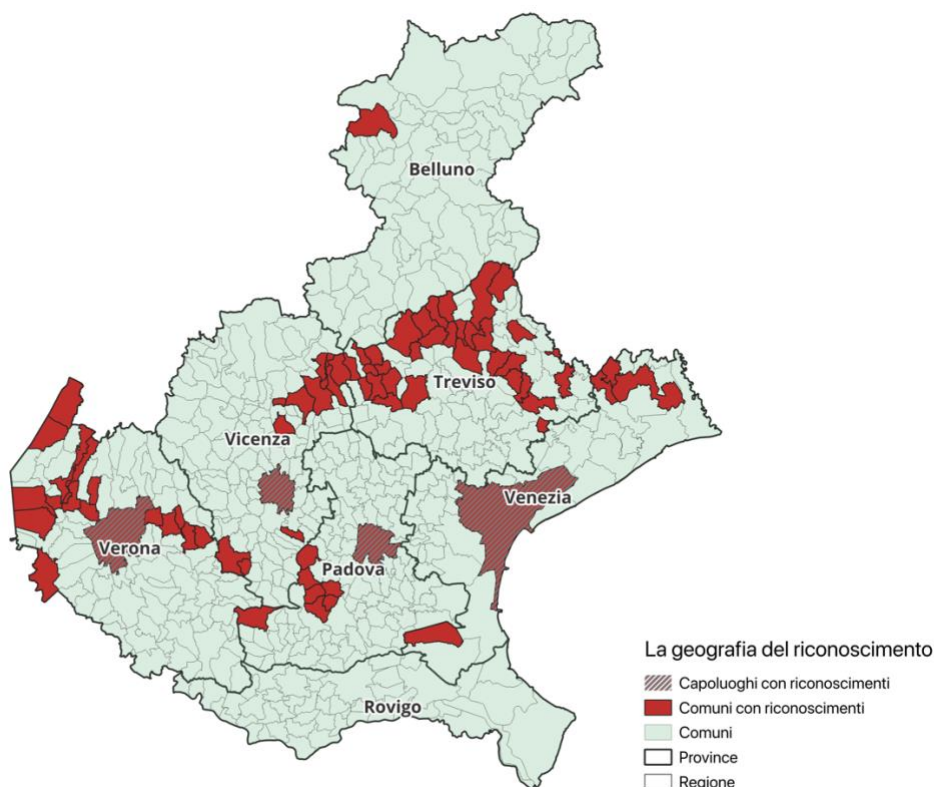 Belluno
Treviso
Vicenza
Venezia
Verona
Padova
Rovigo
La geografia del riconoscimento
Capoluoghi con riconoscimenti
Comuni con riconoscimenti
Comuni
Province
Regione